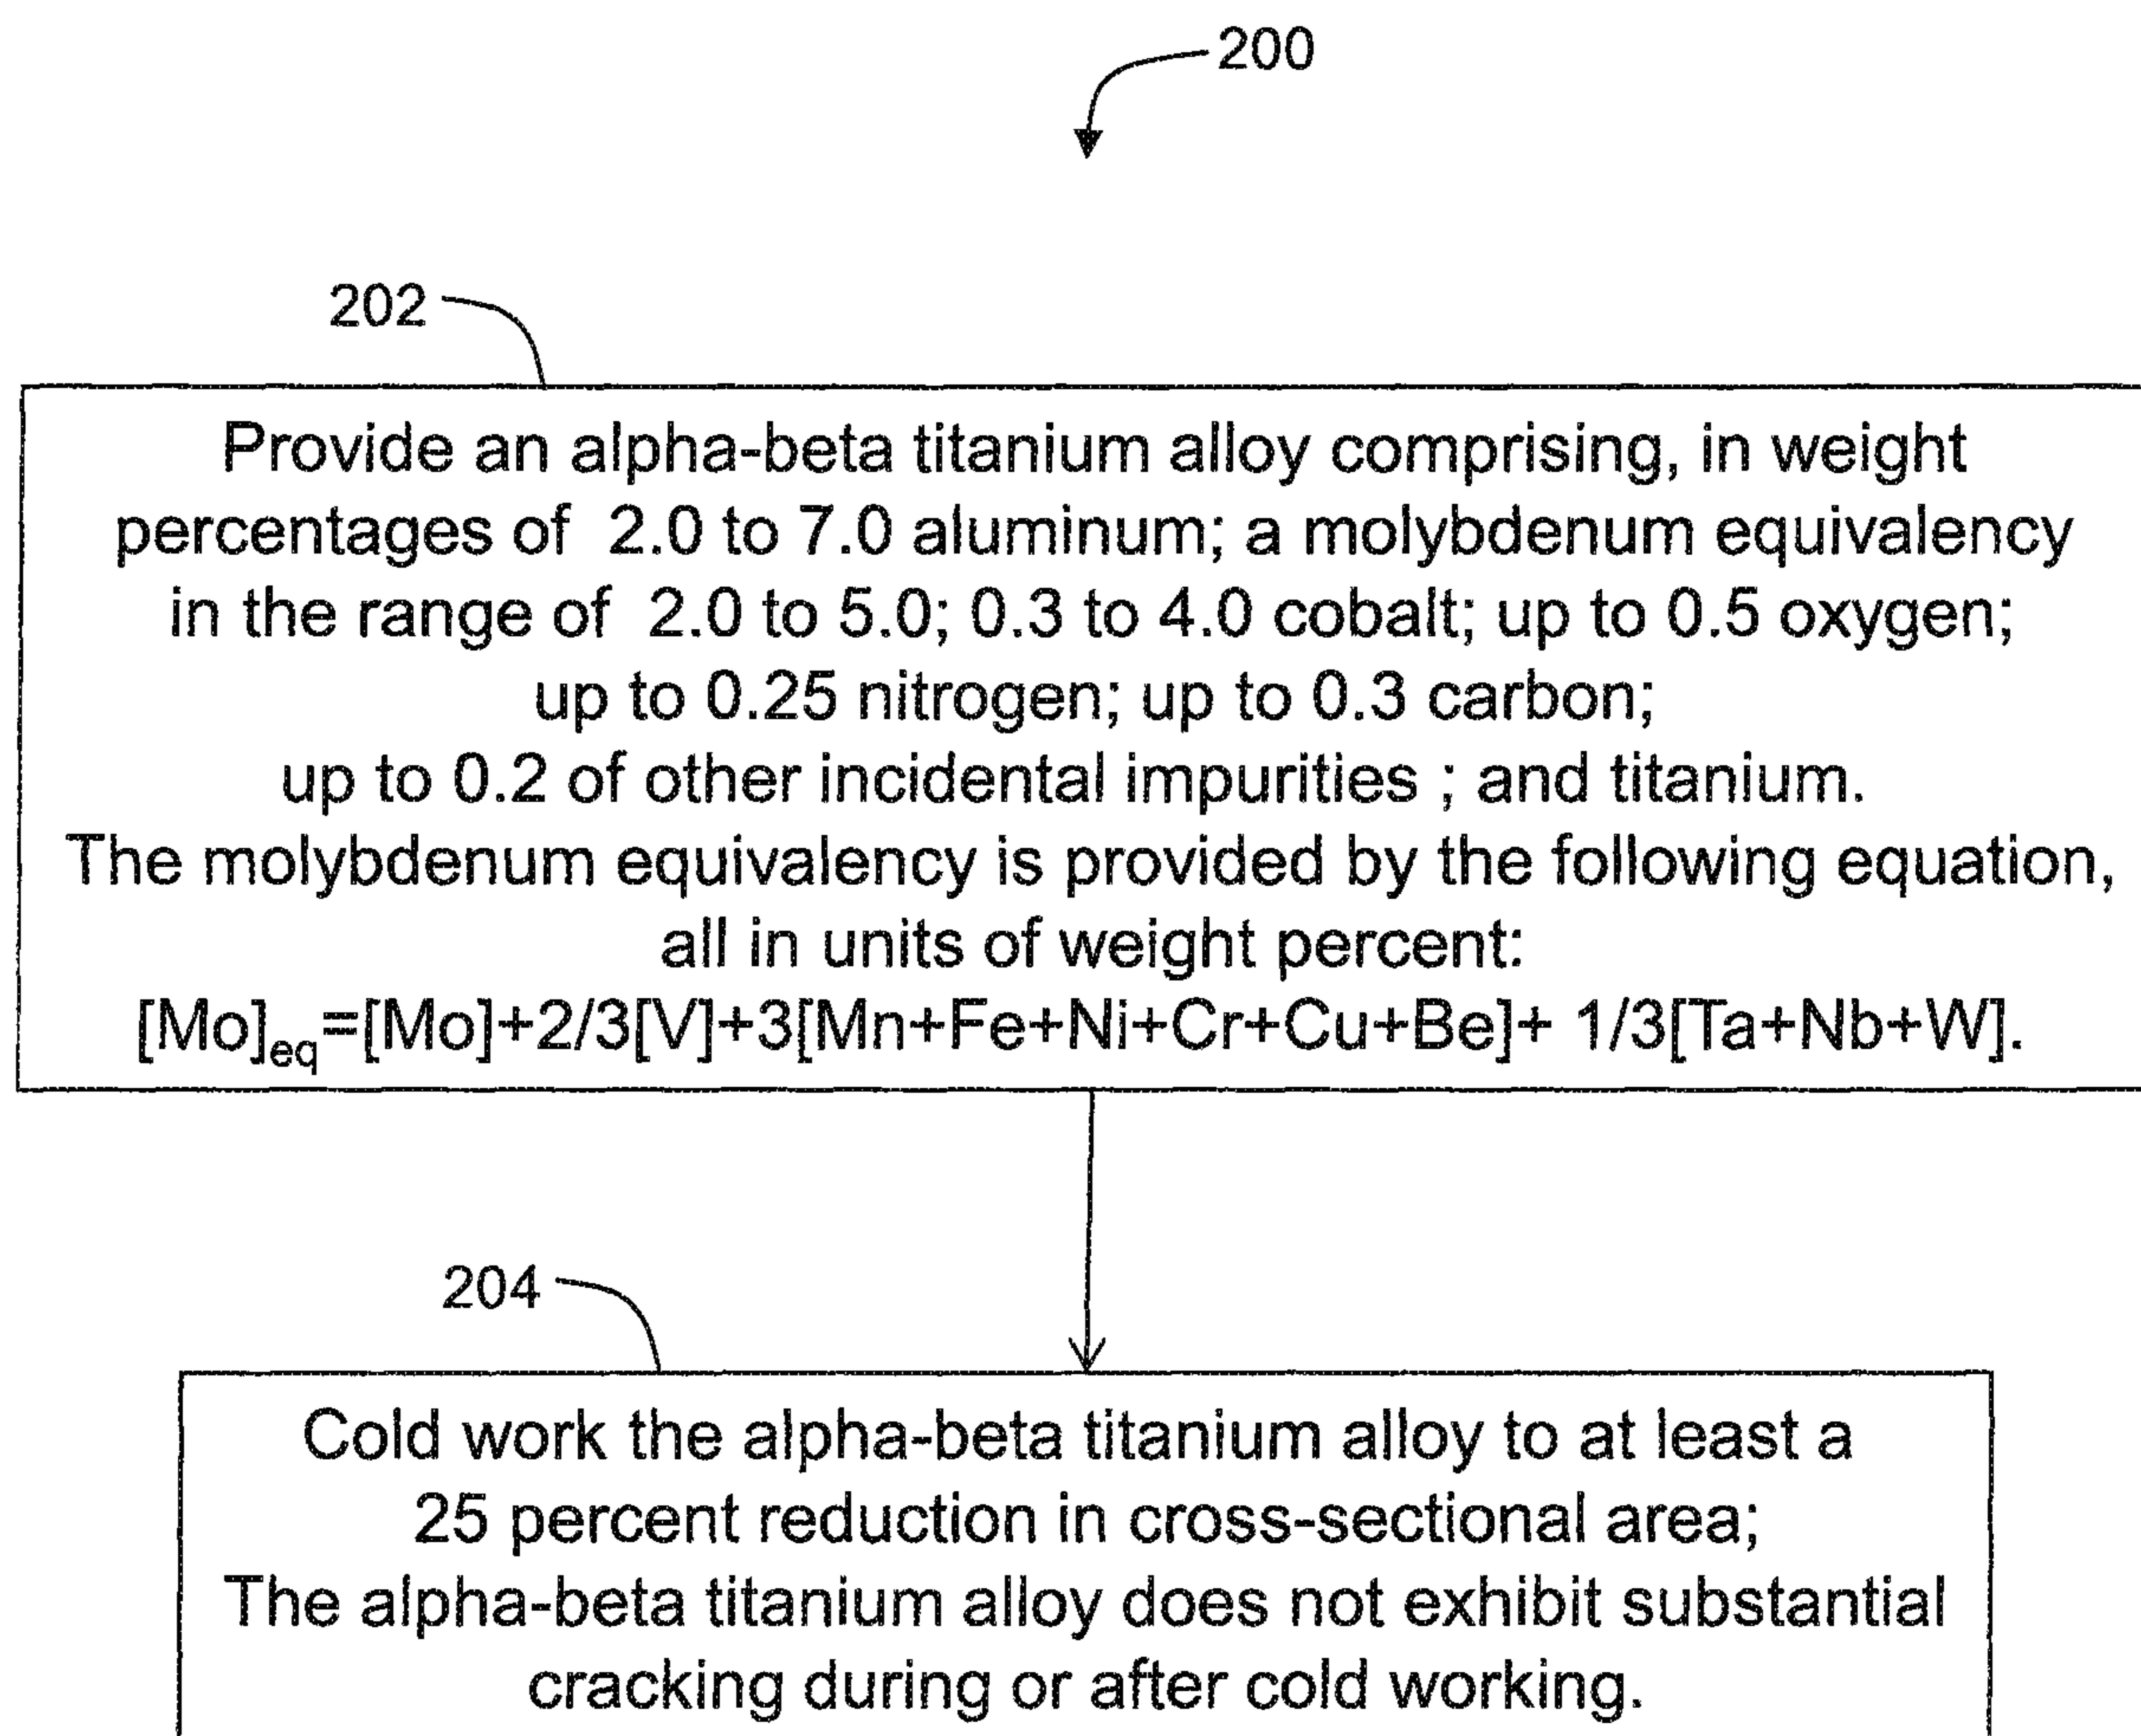 200
202
Provide an alpha-beta titanium alloy comprising, in weight
percentages of 2.0 to 7.0 aluminum; a molybdenum equivalency
in the range of 2.0 to 5.0; 0.3 to 4.0 cobalt; up to 0.5 oxygen;
up to 0.25 nitrogen; up to 0.3 carbon;
up to 0.2 of other incidental impurities ; and titanium.
The molybdenum equivalency is provided by the following equation,
all in units of weight percent:
[Mo]eq=[Mo]+2/3[V]+3[Mn+Fe+Ni+Cr+Cu+Be]+ 1/3[Ta+Nb+W].
204
Cold work the alpha-beta titanium alloy to at least a
25 percent reduction in cross-sectional area;
The alpha-beta titanium alloy does not exhibit substantial
cracking during or after cold working.